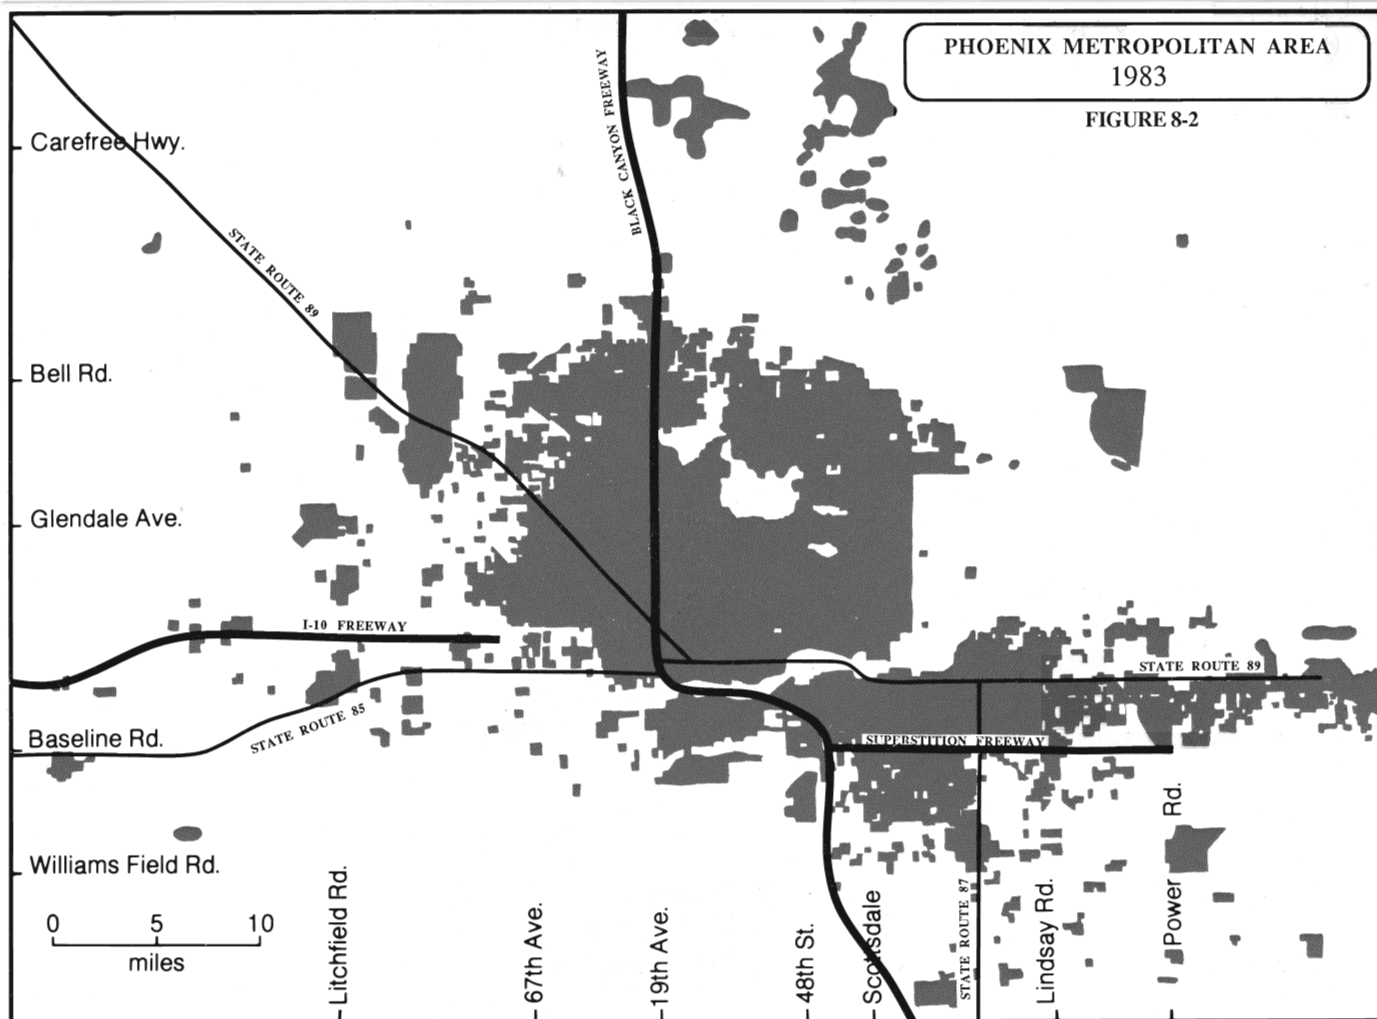 PHOENIX METROPOLITAN AREA
1983
FIGURE 8-2
BLACK CANYON FREEWAY
Carefree Hwy.
STATE ROUTE 89
Bell Rd.
Glendale Ave.
I-10 FREEWAY
STATE ROUTE 89
STATE ROUTE 85
Baseline Rd.
SUPERSTITION FREEWAY
Williams Field Rd.
0 5 10
miles
Litchfield Rd.
67th Ave.
19th Ave.
48th St.
Scottsdale
STATE ROUTE 87
Lindsay Rd.
Power Rd.